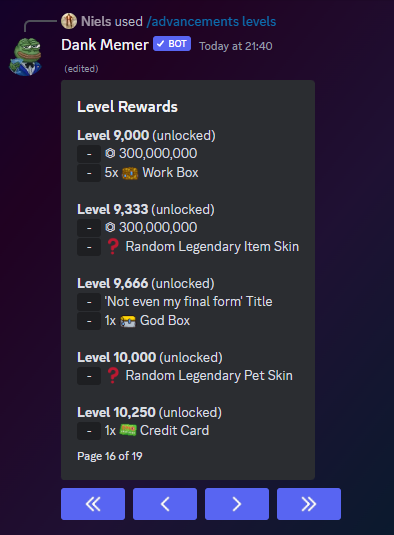 Niels used /advancements levels
Dank Memer ✓ BOT Today at 21:40
(edited)
Level Rewards
Level 9,000 (unlocked)
- 300,000,000
- 5x Work Box
Level 9,333 (unlocked)
- 300,000,000
- ❓ Random Legendary Item Skin
Level 9,666 (unlocked)
- 'Not even my final form' Title
- 1x God Box
Level 10,000 (unlocked)
- ❓ Random Legendary Pet Skin
Level 10,250 (unlocked)
- 1x Credit Card
Page 16 of 19